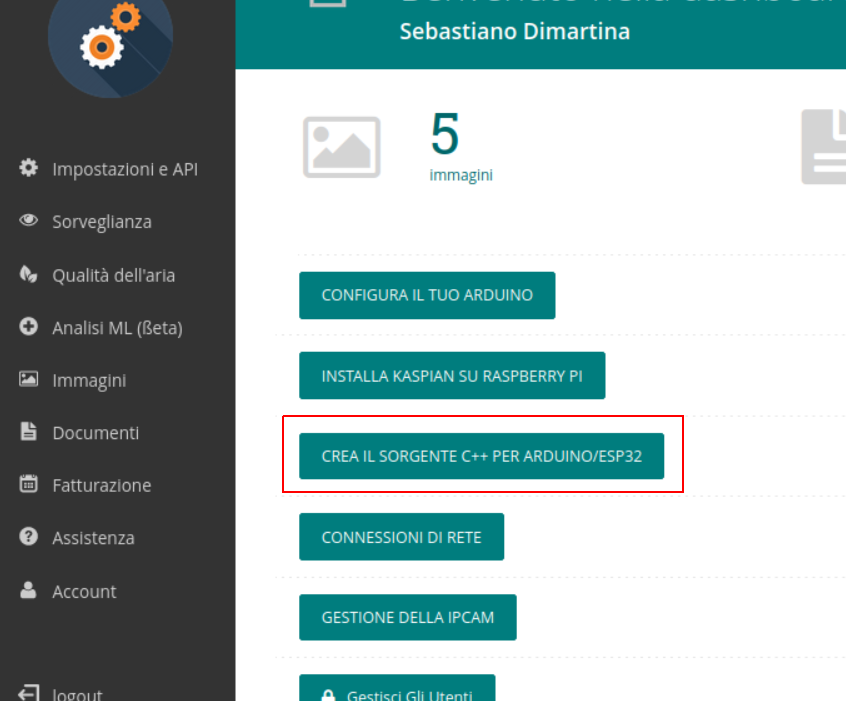 Sebastiano Dimartina
5
immagini
Impostazioni e API
Sorveglianza
Qualità dell'aria
Analisi ML (ßeta)
Immagini
Documenti
Fatturazione
Assistenza
Account
logout
CONFIGURA IL TUO ARDUINO
INSTALLA KASPIAN SU RASPBERRY PI
CREA IL SORGENTE C++ PER ARDUINO/ESP32
CONNESSIONI DI RETE
GESTIONE DELLA IPCAM
Gestisci Gli Utenti